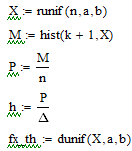 X := runif(n,a,b)
M := hist(k + 1,X)
P := M/n
h := P/Δ
fx_th := dunif(X,a,b)